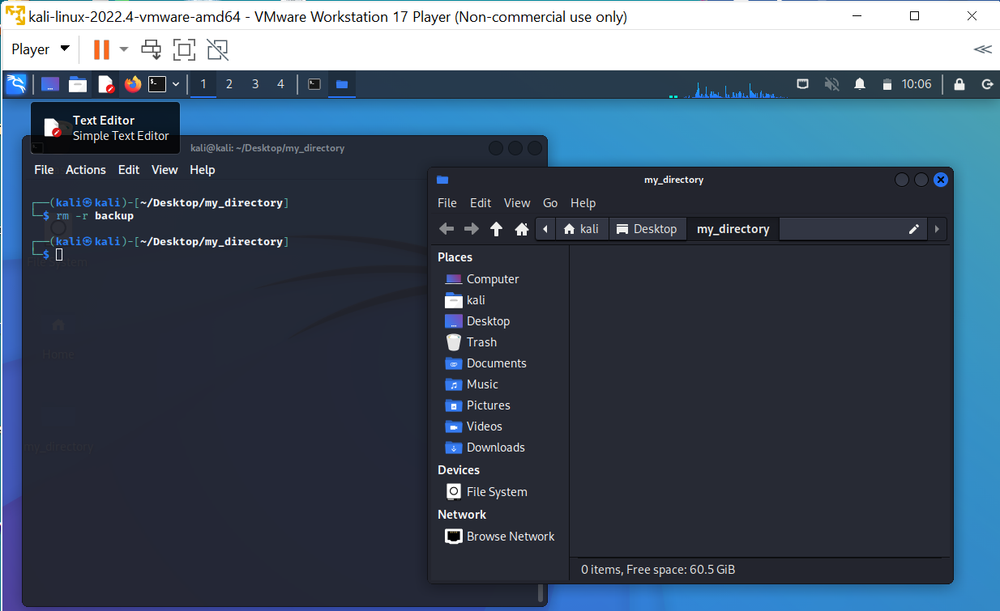 kali-linux-2022.4-vmware-amd64 - VMware Workstation 17 Player (Non-commercial use only)
Player
1 2 3 4 10:06
Text Editor
Simple Text Editor
kali@kali: ~/Desktop/my_directory
File Actions Edit View Help
┌──(kali㉿kali)-[~/Desktop/my_directory]
└─$ rm -r backup
┌──(kali㉿kali)-[~/Desktop/my_directory]
└─$
File System
Home
my_directory
my_directory
File Edit View Go Help
kali Desktop my_directory
Places
Computer
kali
Desktop
Trash
Documents
Music
Pictures
Videos
Downloads
Devices
File System
Network
Browse Network
0 items, Free space: 60.5 GiB